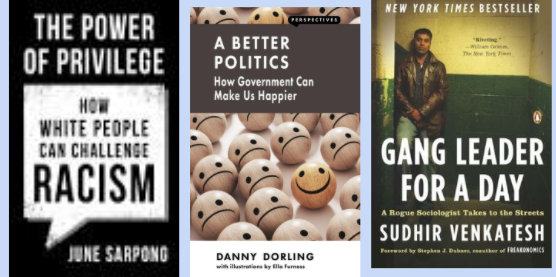 THE POWER
OF PRIVILEGE
HOW
WHITE PEOPLE
CAN CHALLENGE
RACISM
JUNE SARPONG
PERSPECTIVES
A BETTER
POLITICS
How Government Can
Make Us Happier
DANNY DORLING
with illustrations by Ella Furness
NEW YORK TIMES BESTSELLER
"Riveting."
—William Grimes,
The New York Times
GANG LEADER
FOR A DAY
A Rogue Sociologist Takes to the Streets
SUDHIR VENKATESH
Foreword by Stephen J. Dubner, coauthor of FREAKONOMICS